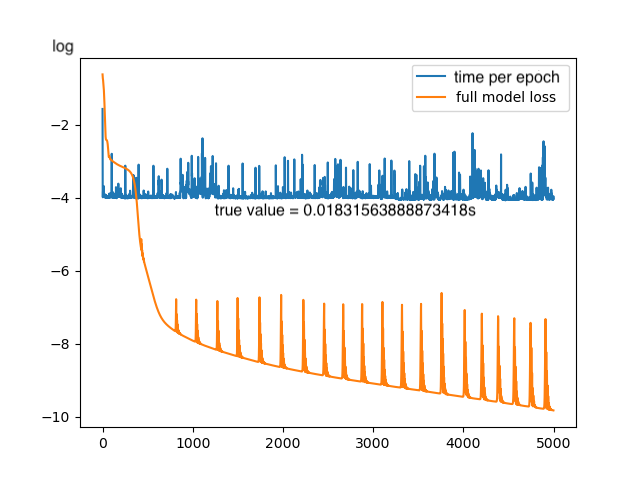 log
time per epoch
full model loss
−2
−4
true value = 0.01831563888873418s
−6
−8
−10
0 1000 2000 3000 4000 5000